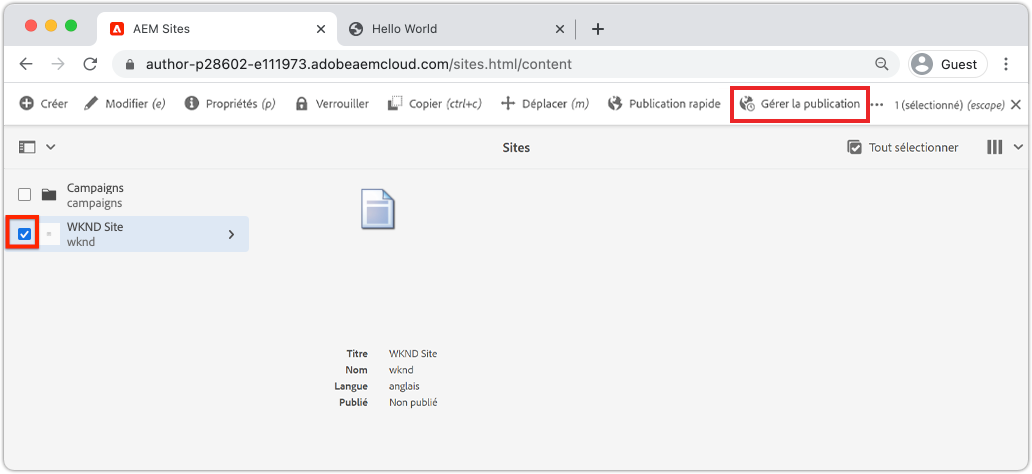 AEM Sites
Hello World
author-p28602-e111973.adobeaemcloud.com/sites.html/content
Guest
Créer Modifier (e) Propriétés (p) Verrouiller Copier (ctrl+c) Déplacer (m) Publication rapide Gérer la publication ... 1 (sélectionné) (escape)
Sites
Tout sélectionner
Campaigns
campaigns
WKND Site
wknd
Titre WKND Site
Nom wknd
Langue anglais
Publié Non publié